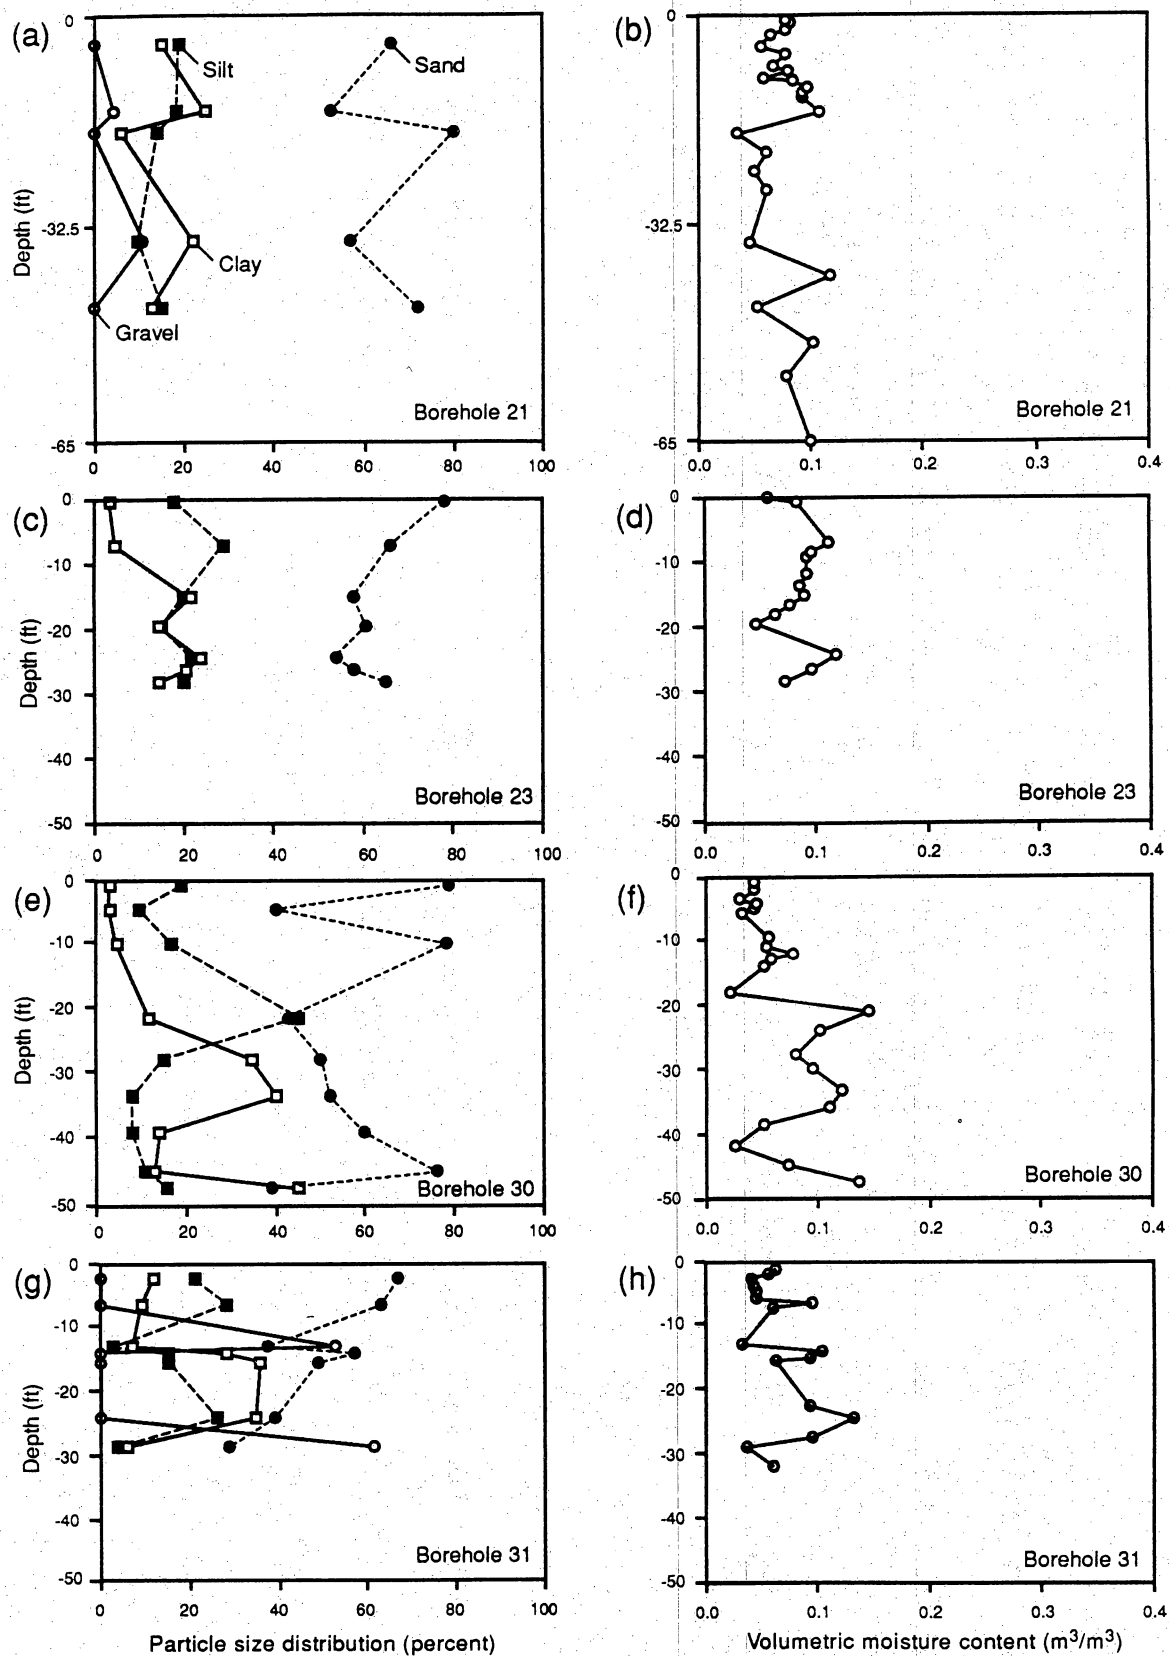 (a)
0
-32.5
-65
Depth (ft)
Silt
Sand
Clay
Gravel
Borehole 21
0 20 40 60 80 100
(b)
0
-32.5
-65
Borehole 21
0.0 0.1 0.2 0.3 0.4
(c)
0
-10
-20
-30
-40
-50
Depth (ft)
Borehole 23
0 20 40 60 80 100
(d)
0
-10
-20
-30
-40
-50
Borehole 23
0.0 0.1 0.2 0.3 0.4
(e)
0
-10
-20
-30
-40
-50
Depth (ft)
Borehole 30
0 20 40 60 80 100
(f)
0
-10
-20
-30
-40
-50
Borehole 30
0.0 0.1 0.2 0.3 0.4
(g)
0
-10
-20
-30
-40
-50
Depth (ft)
Borehole 31
0 20 40 60 80 100
Particle size distribution (percent)
(h)
0
-10
-20
-30
-40
-50
Borehole 31
0.0 0.1 0.2 0.3 0.4
Volumetric moisture content (m³/m³)